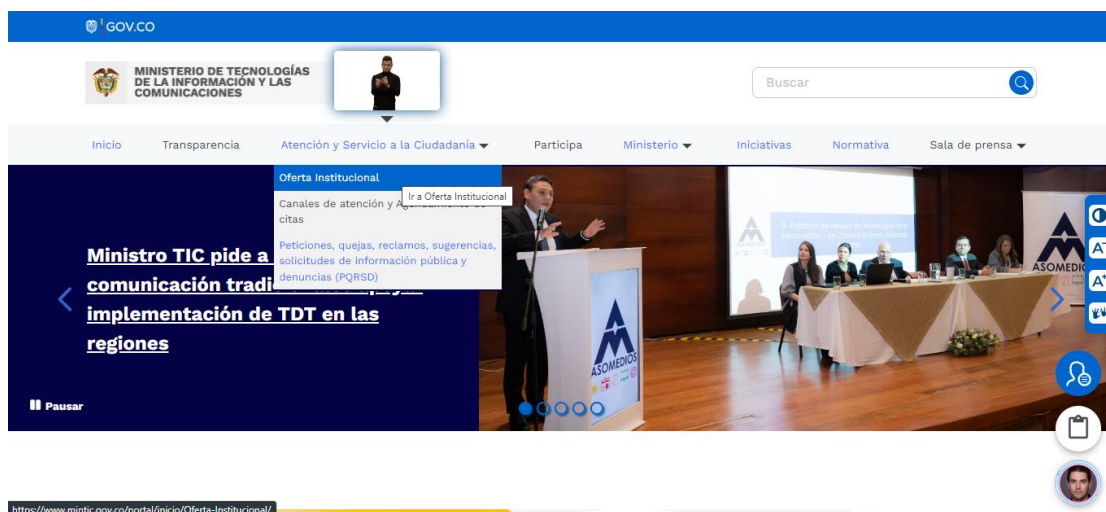 GOV.CO
MINISTERIO DE TECNOLOGÍAS
DE LA INFORMACIÓN Y LAS
COMUNICACIONES
Buscar
Inicio
Transparencia
Atención y Servicio a la Ciudadanía
Participa
Ministerio
Iniciativas
Normativa
Sala de prensa
Oferta Institucional
Ir a Oferta Institucional
Canales de atención y
citas
Peticiones, quejas, reclamos, sugerencias,
solicitudes de información pública y
denuncias (PQRSD)
Ministro TIC pide a
comunicación
implementación de TDT en las
regiones
Pausar
ASOMEDIOS
A-
A+
https://www.mintic.gov.co/portal/inicio/Oferta-Institucional/